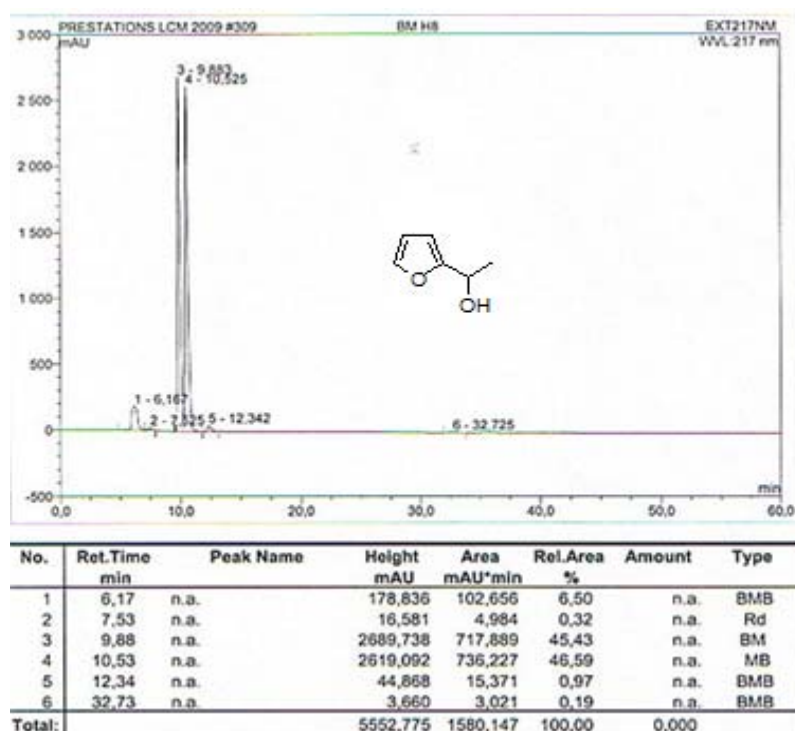 PRESTATIONS LCM 2009 #309 BM H8 EXT217NM
mAU WVL:217 nm
3 000
2 500
2 000
1 500
1 000
500
0
-500
3 - 9,883
4 - 10,525
1 - 6,167
2 - 7,525
5 - 12,342
6 - 32,725
O
OH
min
0,0 10,0 20,0 30,0 40,0 50,0 60,0
No. Ret.Time Peak Name Height Area Rel.Area Amount Type
min mAU mAU*min %
1 6,17 n.a. 178,836 102,656 6,50 n.a. BMB
2 7,53 n.a. 16,581 4,984 0,32 n.a. Rd
3 9,88 n.a. 2689,738 717,889 45,43 n.a. BM
4 10,53 n.a. 2619,092 736,227 46,59 n.a. MB
5 12,34 n.a. 44,868 15,371 0,97 n.a. BMB
6 32,73 n.a. 3,660 3,021 0,19 n.a. BMB
Total: 5552,775 1580,147 100,00 0,000